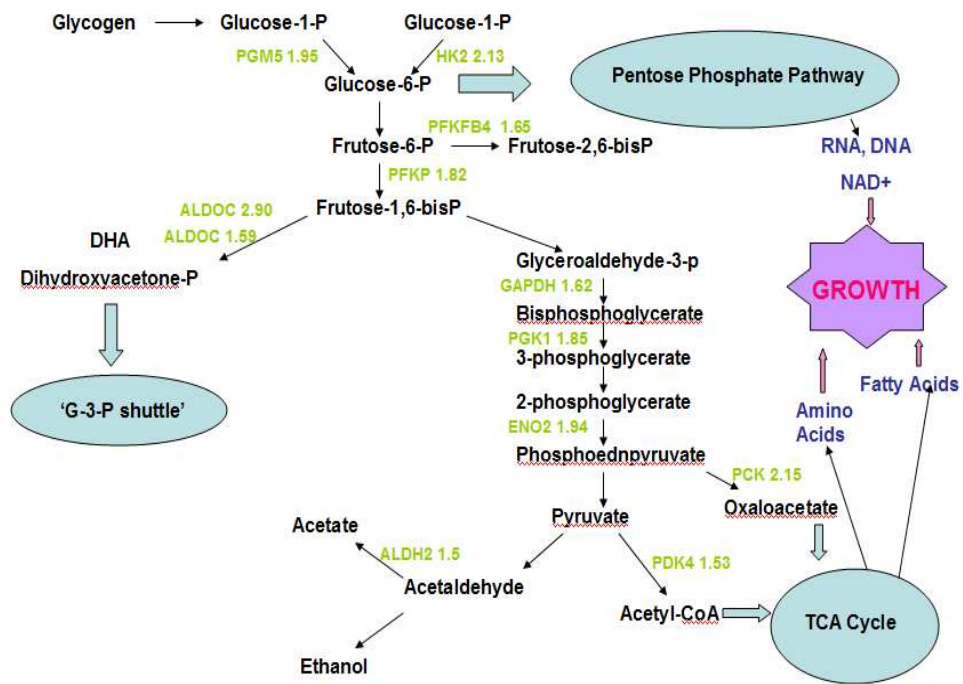 Glycogen
Glucose-1-P
Glucose-1-P
PGM5 1.95
HK2 2.13
Glucose-6-P
Pentose Phosphate Pathway
PFKFB4 1.65
Frutose-6-P
Frutose-2,6-bisP
RNA, DNA
PFKP 1.82
NAD+
ALDOC 2.90
Frutose-1,6-bisP
DHA
ALDOC 1.59
Dihydroxyacetone-P
Glyceroaldehyde-3-p
GAPDH 1.62
GROWTH
Bisphosphoglycerate
PGK1 1.85
3-phosphoglycerate
'G-3-P shuttle'
2-phosphoglycerate
Fatty Acids
Amino
Acids
ENO2 1.94
Phosphoednpyruvate
PCK 2.15
Oxaloacetate
Acetate
Pyruvate
ALDH2 1.5
PDK4 1.53
Acetaldehyde
Acetyl-CoA
TCA Cycle
Ethanol